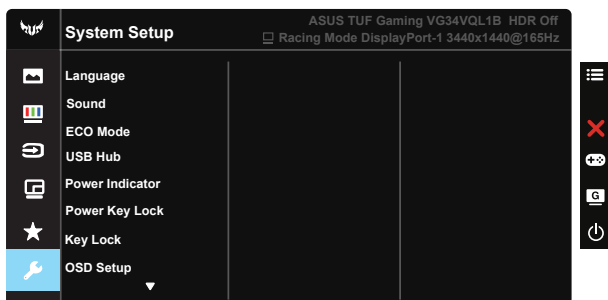 System Setup
ASUS TUF Gaming VG34VQL1B HDR Off
Racing Mode DisplayPort-1 3440x1440@165Hz
Language
Sound
ECO Mode
USB Hub
Power Indicator
Power Key Lock
Key Lock
OSD Setup
G